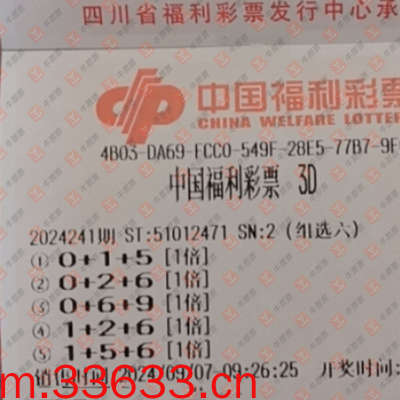 四川省福利彩票发行中心承
中国福利彩票
CHINA WELFARE LOTTE
4B03-DA69-FCC0-549F-28E5-77B7-9F
中国福利彩票 3D
2024241期 ST:51012471 SN:2 (组选六)
① 0+1+5 [1倍]
② 0+2+6 [1倍]
③ 0+6+9 [1倍]
④ 1+2+6 [1倍]
⑤ 1+5+6 [1倍]
销售时间:2024/09/07-09:26:25 开奖时间:
m.33633.cn